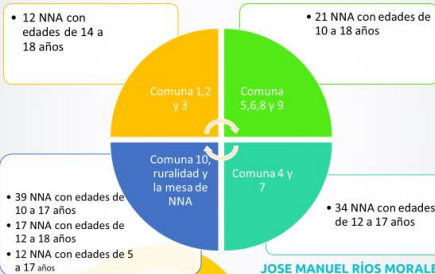 • 12 NNA con
edades de 14 a
18 años
• 21 NNA con edades de
10 a 18 años
Comuna 1,2
y 3
Comuna
5,6,8 y 9
Comuna 10,
ruralidad y
la mesa de
NNA
Comuna 4 y
7
• 39 NNA con edades de
10 a 17 años
• 17 NNA con edades de
12 a 18 años
• 12 NNA con edades de 5
a 17 años
• 34 NNA con edades
de 12 a 17 años
JOSE MANUEL RÍOS MORALE